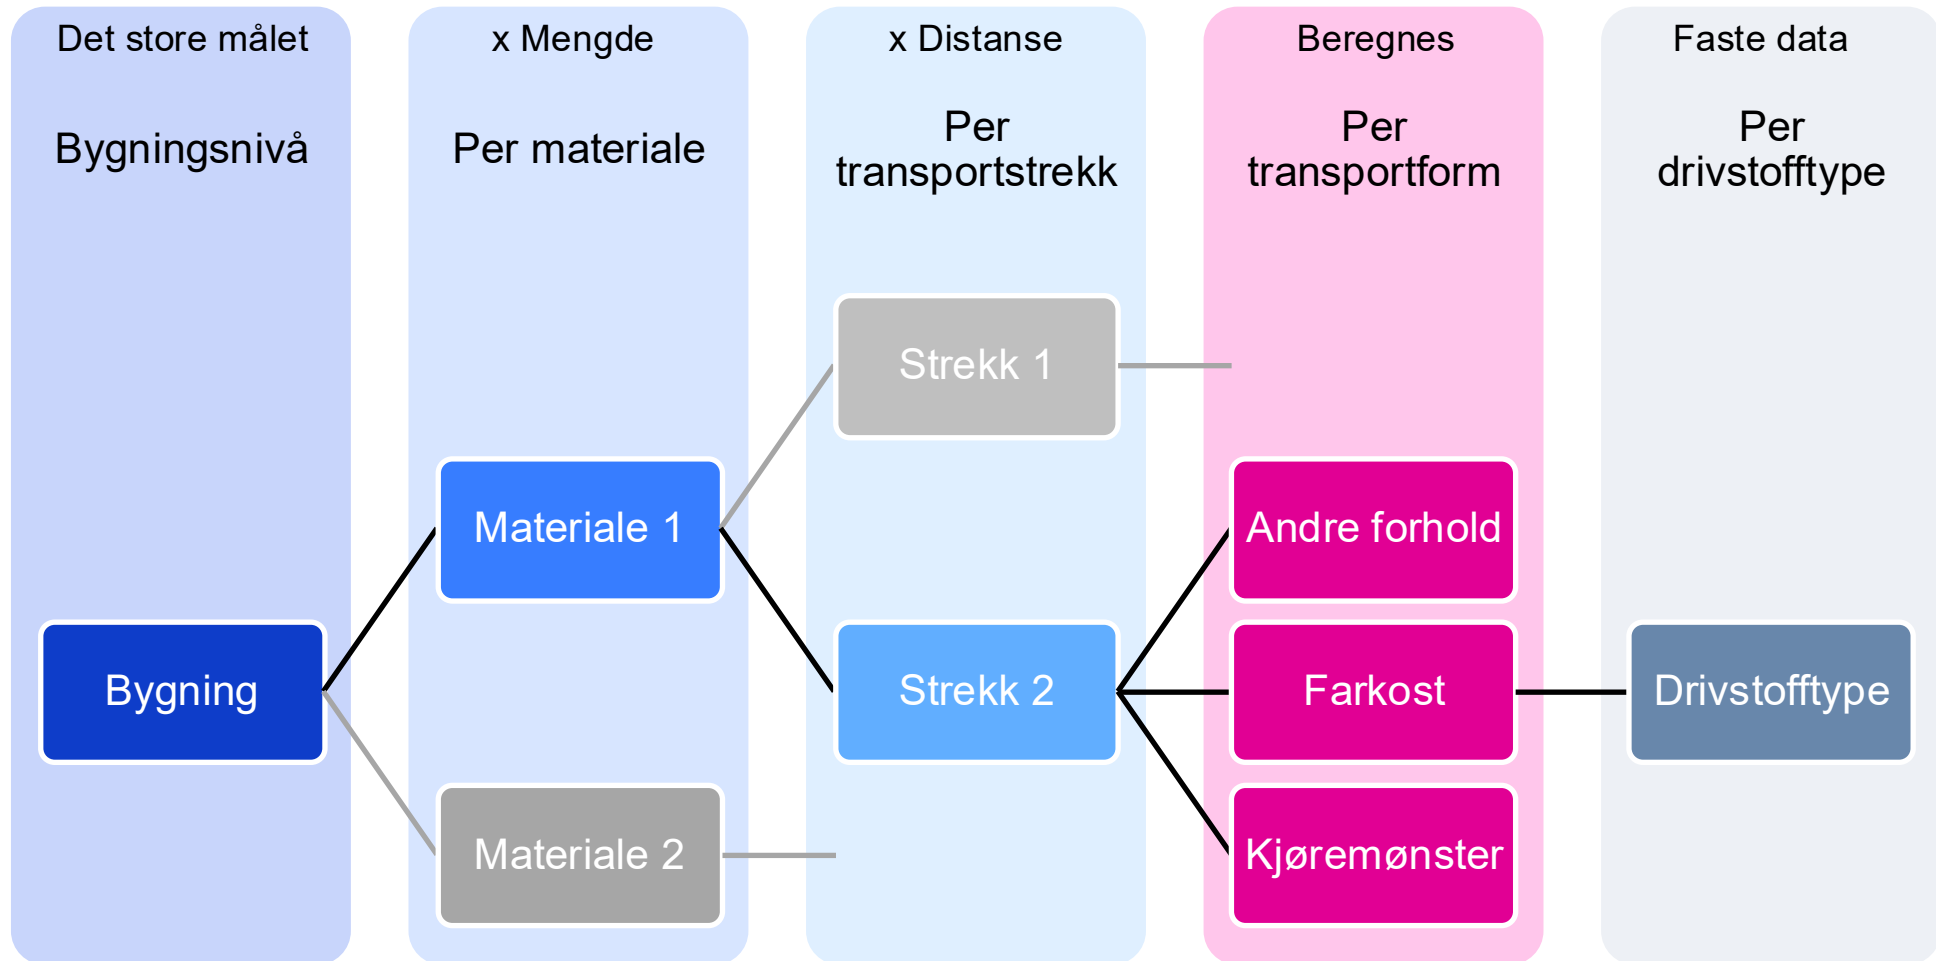 Det store målet
x Mengde
x Distanse
Beregnes
Faste data
Bygningsnivå
Per materiale
Per
transportstrekk
Per
transportform
Per
drivstofftype
Strekk 1
Materiale 1
Andre forhold
Bygning
Strekk 2
Farkost
Drivstofftype
Materiale 2
Kjøremønster